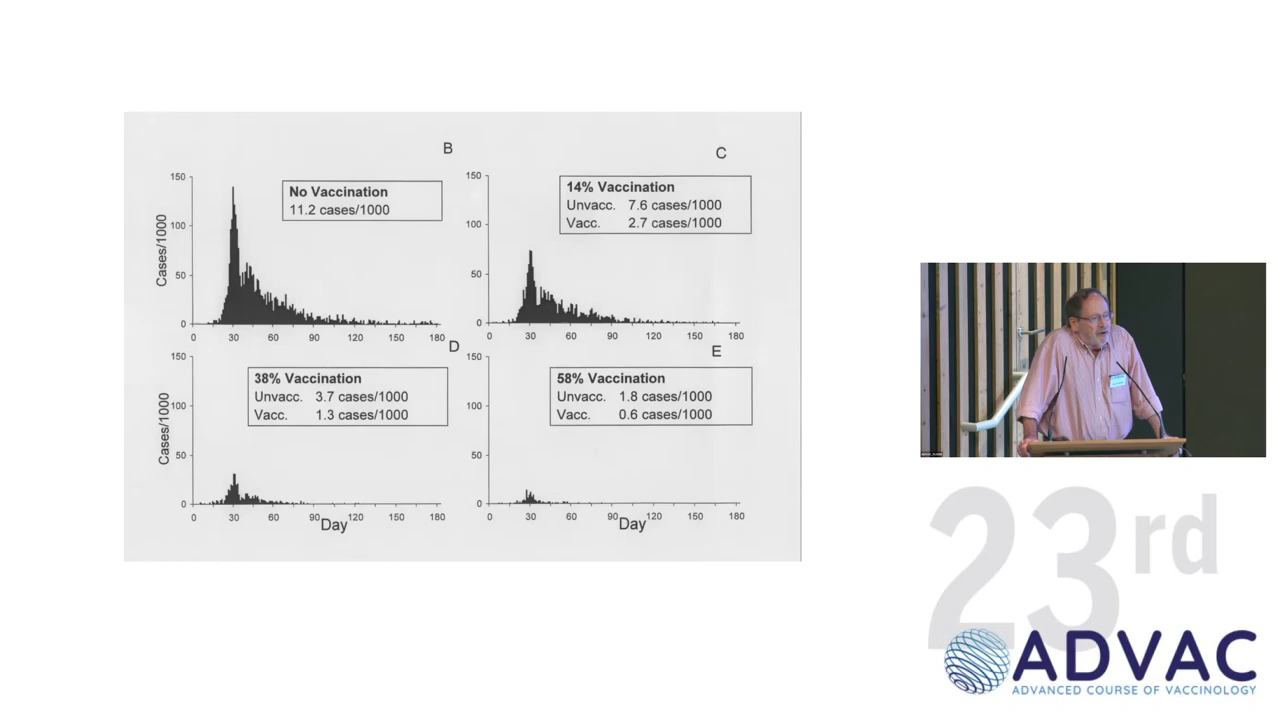 B
150
100
50
0
Cases/1000
No Vaccination
11.2 cases/1000
0 30 60 90 120 150 180
C
150
100
50
0
14% Vaccination
Unvacc. 7.6 cases/1000
Vacc. 2.7 cases/1000
0 30 60 90 120 150 180
D
150
100
50
0
Cases/1000
38% Vaccination
Unvacc. 3.7 cases/1000
Vacc. 1.3 cases/1000
0 30 60 90 120 150 180
Day
E
150
100
50
0
58% Vaccination
Unvacc. 1.8 cases/1000
Vacc. 0.6 cases/1000
0 30 60 90 120 150 180
Day
23rd
ADVAC
ADVANCED COURSE OF VACCINOLOGY